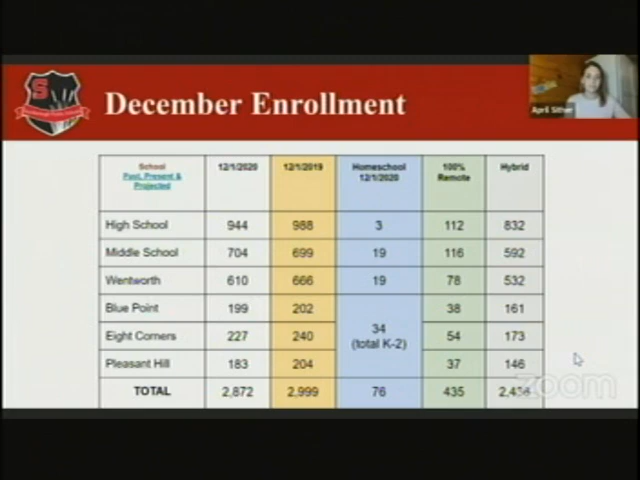 S
December Enrollment
April
School
Past, Present &
Projected
12/1/2020
12/1/2019
Homeschool
12/1/2020
100%
Remote
Hybrid
High School 944 988 3 112 832
Middle School 704 699 19 116 592
Wentworth 610 666 19 78 532
Blue Point 199 202 38 161
Eight Corners 227 240 54 173
34
(total K-2)
Pleasant Hill 183 204 37 146
TOTAL 2,872 2,999 76 435
zoom